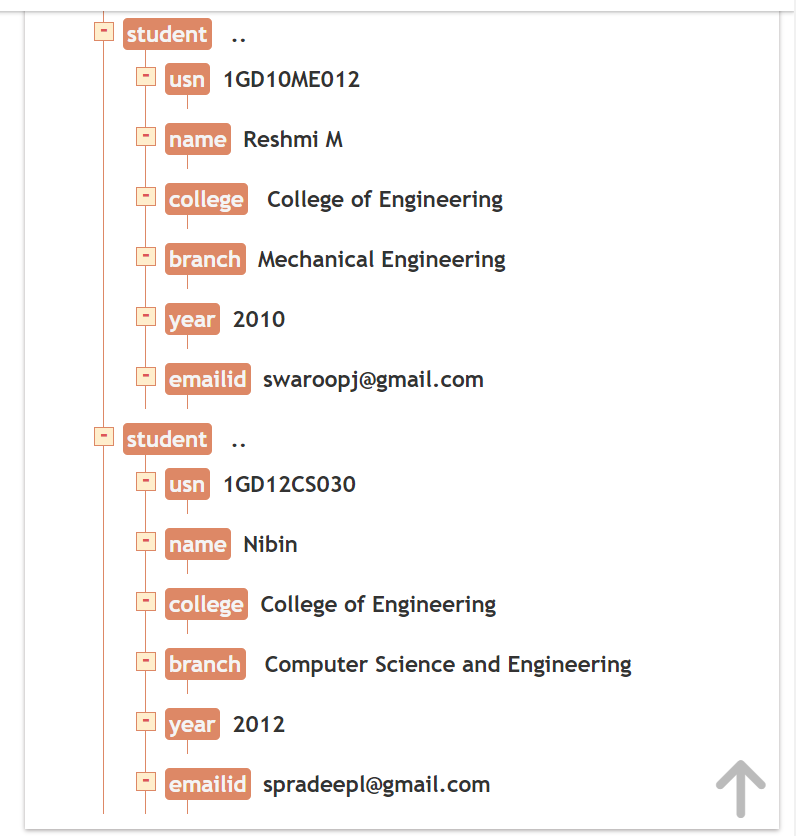 - student ..
- usn 1GD10ME012
- name Reshmi M
- college College of Engineering
- branch Mechanical Engineering
- year 2010
- emailid swaroopj@gmail.com
- student ..
- usn 1GD12CS030
- name Nibin
- college College of Engineering
- branch Computer Science and Engineering
- year 2012
- emailid spradeepl@gmail.com